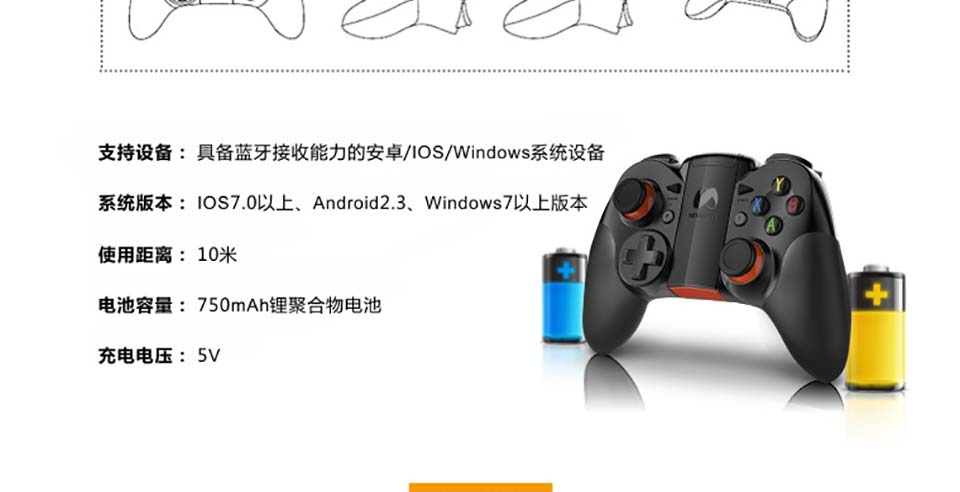 支持设备： 具备蓝牙接收能力的安卓/IOS/Windows系统设备
系统版本： IOS7.0以上、Android2.3、Windows7以上版本
使用距离： 10米
电池容量： 750mAh锂聚合物电池
充电电压： 5V
Y
X
B
A